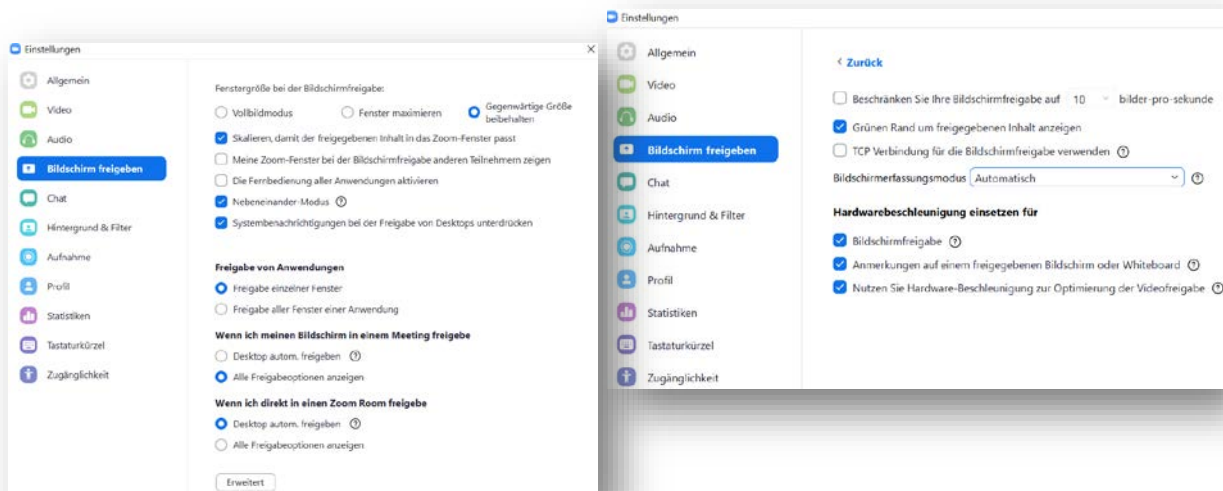 Einstellungen
Allgemein
Video
Audio
Bildschirm freigeben
Chat
Hintergrund & Filter
Aufnahme
Profil
Statistiken
Tastaturkürzel
Zugänglichkeit
Fenstergröße bei der Bildschirmfreigabe:
Vollbildmodus
Fenster maximieren
Gegenwärtige Größe
beibehalten
Skalieren, damit der freigegebenen Inhalt in das Zoom-Fenster passt
Meine Zoom-Fenster bei der Bildschirmfreigabe anderen Teilnehmern zeigen
Die Fernbedienung aller Anwendungen aktivieren
Nebeneinander-Modus
Systembenachrichtigungen bei der Freigabe von Desktops unterdrücken
Freigabe von Anwendungen
Freigabe einzelner Fenster
Freigabe aller Fenster einer Anwendung
Wenn ich meinen Bildschirm in einem Meeting freigebe
Desktop autom. freigeben
Alle Freigabeoptionen anzeigen
Wenn ich direkt in einen Zoom Room freigebe
Desktop autom. freigeben
Alle Freigabeoptionen anzeigen
Erweitert
Einstellungen
Allgemein
Video
Audio
Bildschirm freigeben
Chat
Hintergrund & Filter
Aufnahme
Profil
Statistiken
Tastaturkürzel
Zugänglichkeit
< Zurück
Beschränken Sie Ihre Bildschirmfreigabe auf 10 bilder-pro-sekunde
Grünen Rand um freigegebenen Inhalt anzeigen
TCP Verbindung für die Bildschirmfreigabe verwenden
Bildschirmerfassungsmodus Automatisch
Hardwarebeschleunigung einsetzen für
Bildschirmfreigabe
Anmerkungen auf einem freigegebenen Bildschirm oder Whiteboard
Nutzen Sie Hardware-Beschleunigung zur Optimierung der Videofreigabe